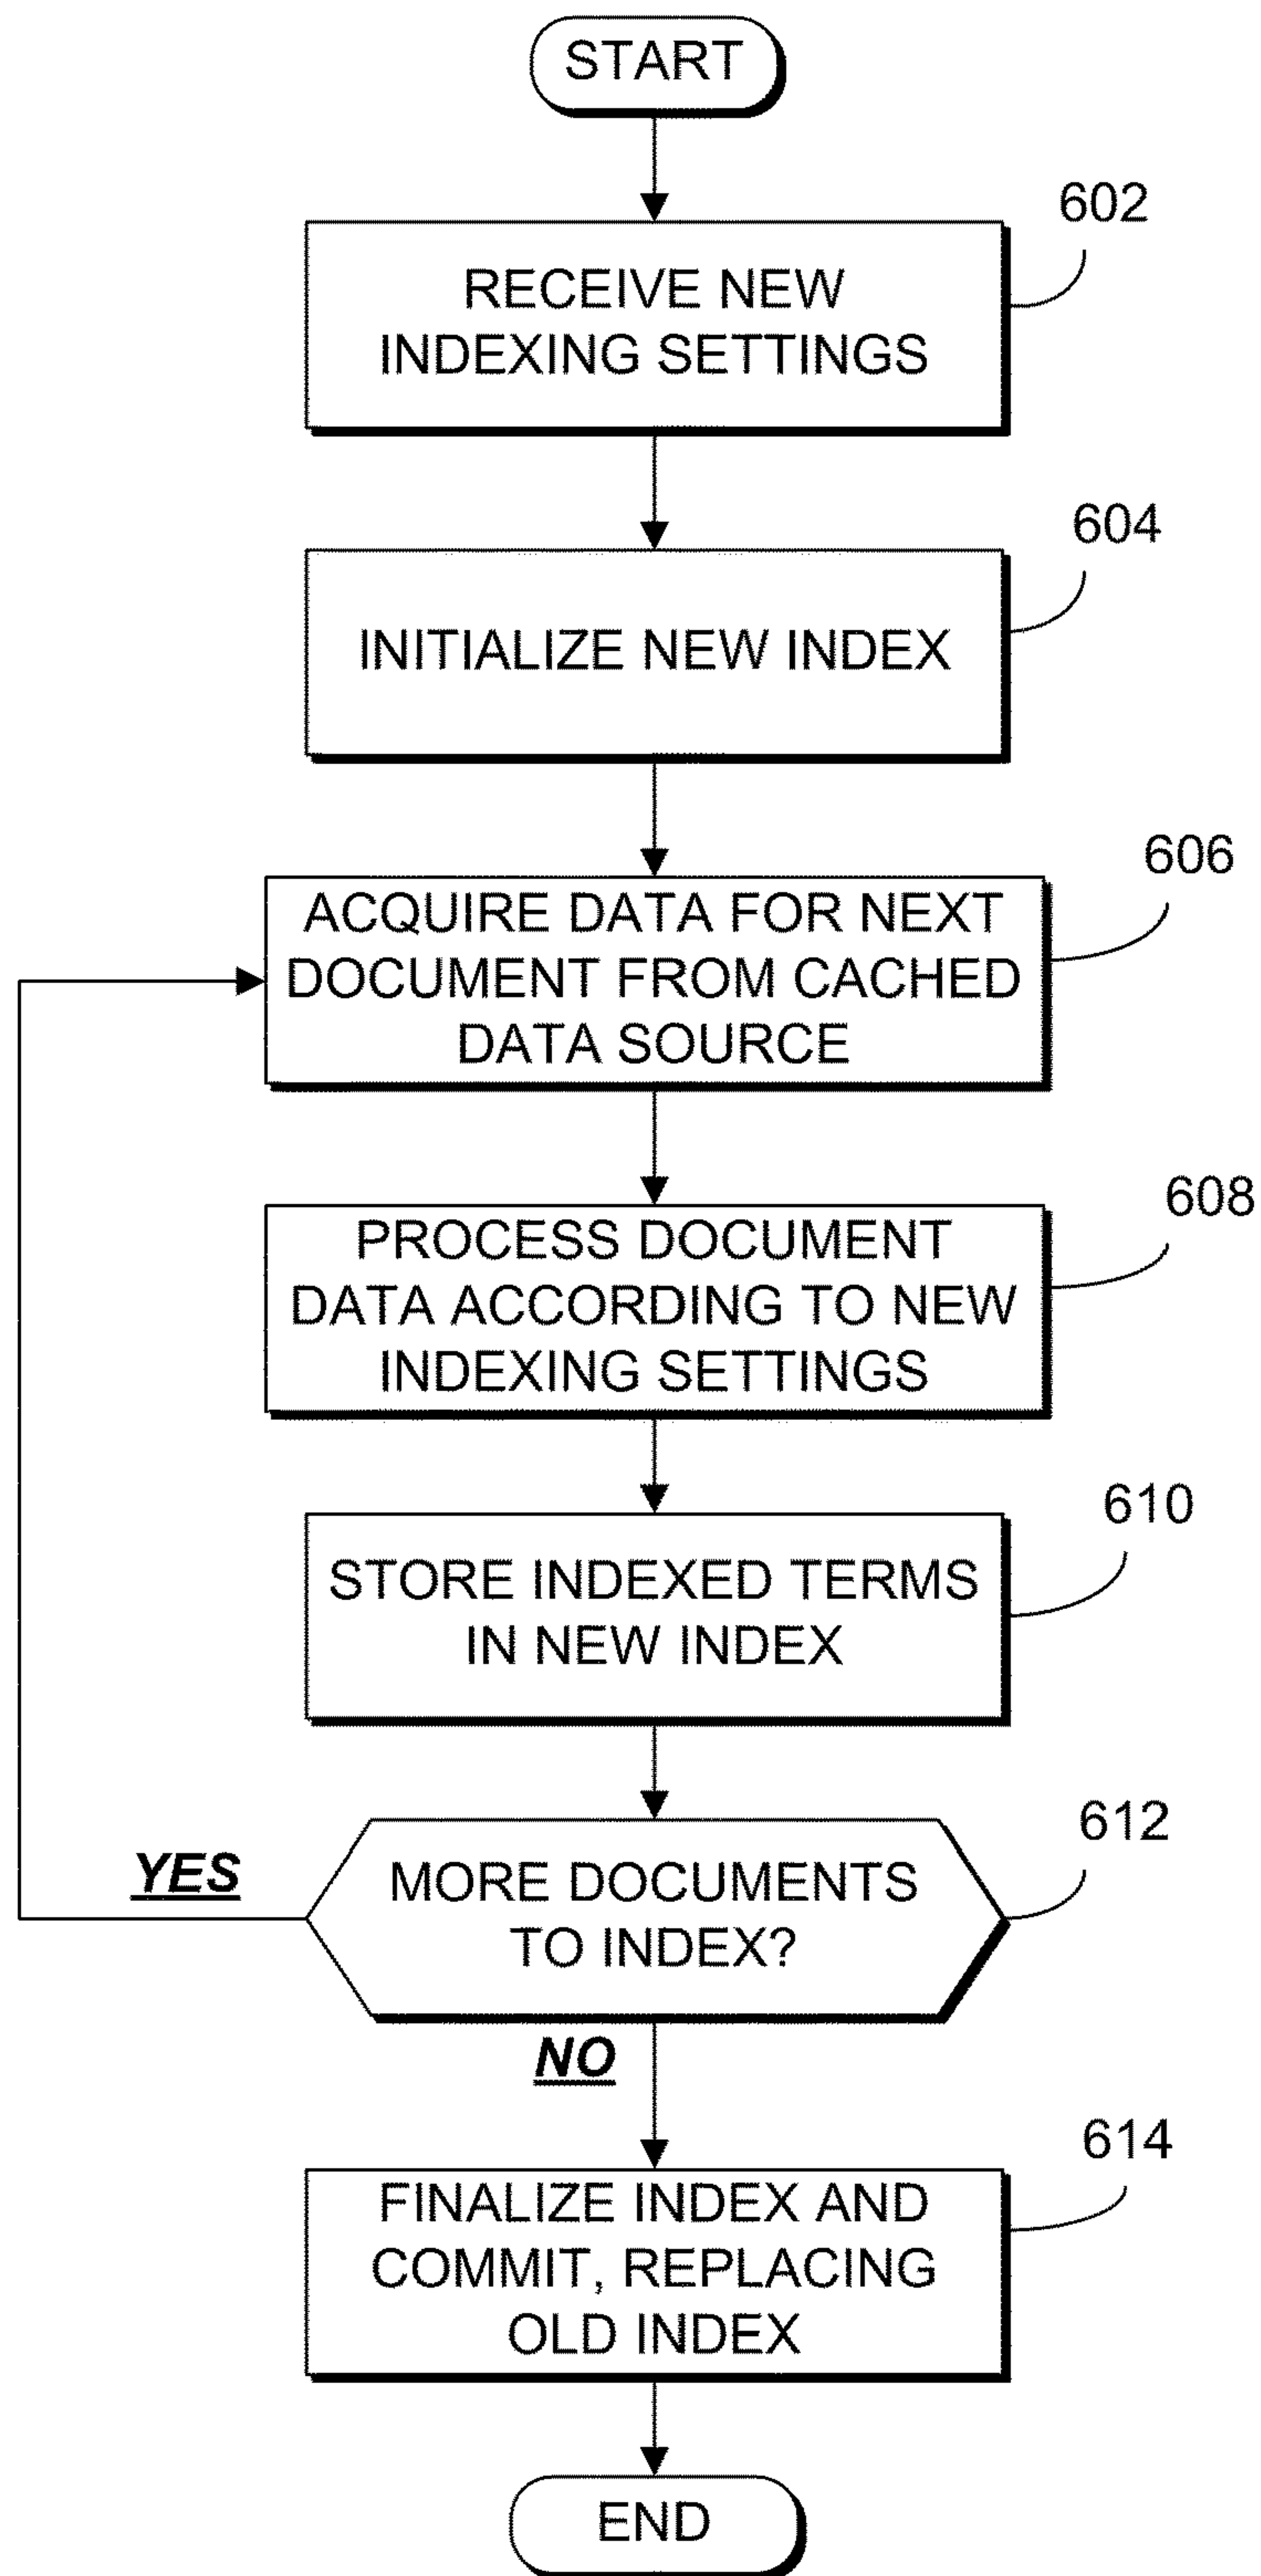 START
602
RECEIVE NEW
INDEXING SETTINGS
604
INITIALIZE NEW INDEX
606
ACQUIRE DATA FOR NEXT
DOCUMENT FROM CACHED
DATA SOURCE
608
PROCESS DOCUMENT
DATA ACCORDING TO NEW
INDEXING SETTINGS
610
STORE INDEXED TERMS
IN NEW INDEX
612
MORE DOCUMENTS
TO INDEX?
YES
NO
614
FINALIZE INDEX AND
COMMIT, REPLACING
OLD INDEX
END